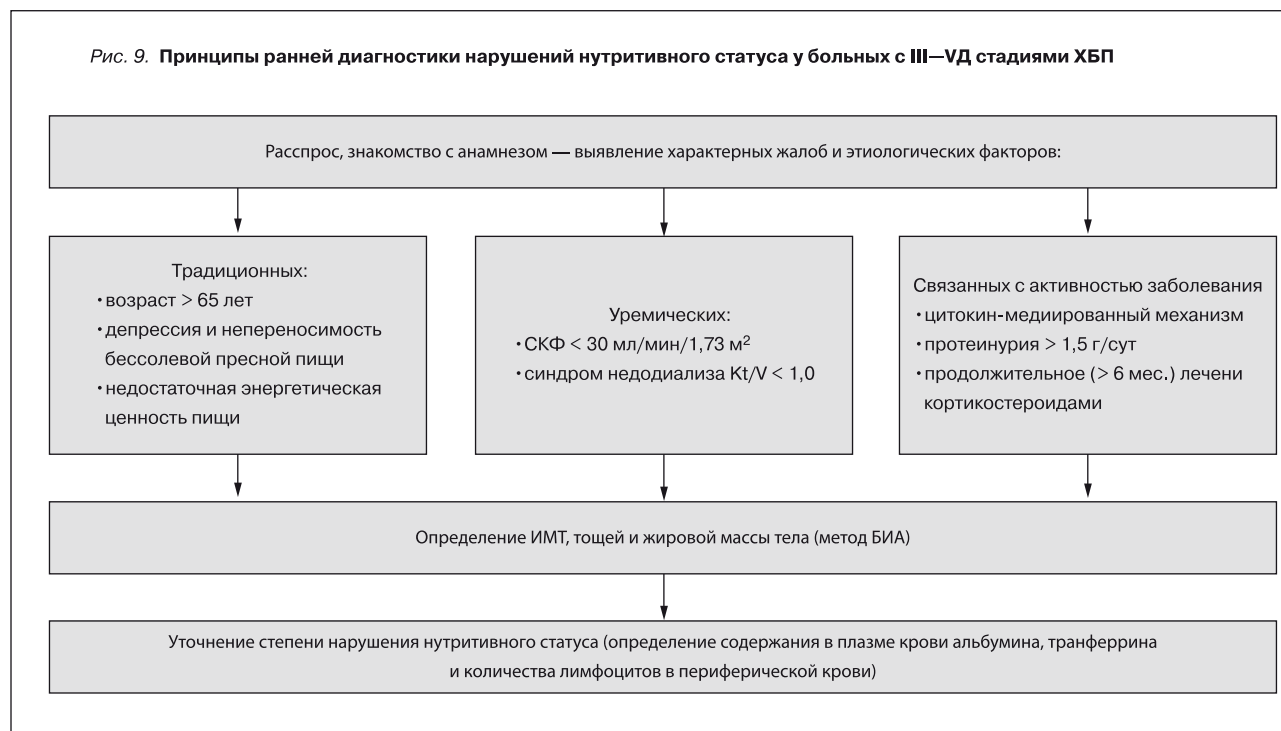 Рис. 9. Принципы ранней диагностики нарушений нутритивного статуса у больных с III—VД стадиями ХБП
Расспрос, знакомство с анамнезом — выявление характерных жалоб и этиологических факторов:
Традиционных:
• возраст > 65 лет
• депрессия и непереносимость
бессолевой пресной пищи
• недостаточная энергетическая
ценность пищи
Уремических:
• СКФ < 30 мл/мин/1,73 м²
• синдром недодиализа Kt/V < 1,0
Связанных с активностью заболевания
• цитокин-медиированный механизм
• протеинурия > 1,5 г/сут
• продолжительное (> 6 мес.) лечени
кортикостероидами
Определение ИМТ, тощей и жировой массы тела (метод БИА)
Уточнение степени нарушения нутритивного статуса (определение содержания в плазме крови альбумина, транферрина
и количества лимфоцитов в периферической крови)